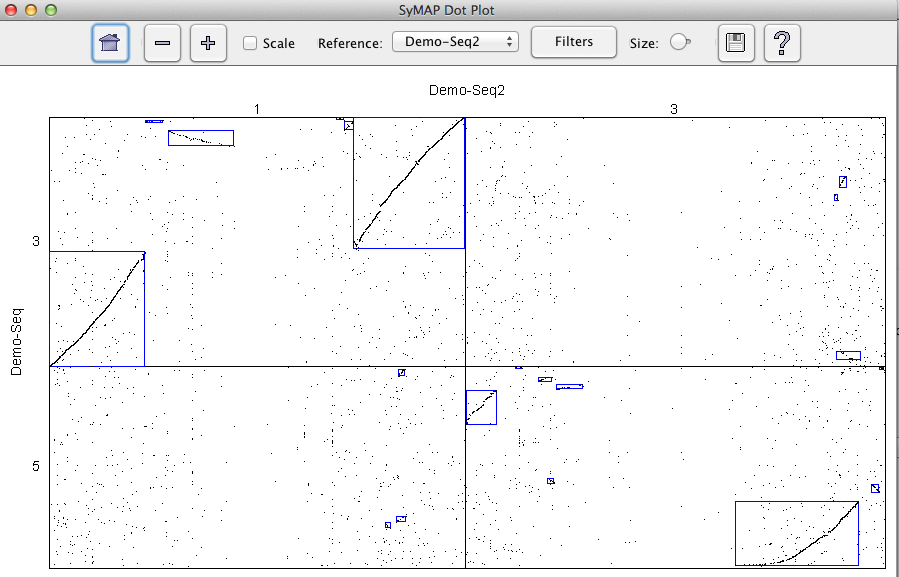 SyMAP Dot Plot
Scale Reference: Demo-Seq2 Filters Size: ?
Demo-Seq2
1 3
3
Demo-Seq
5